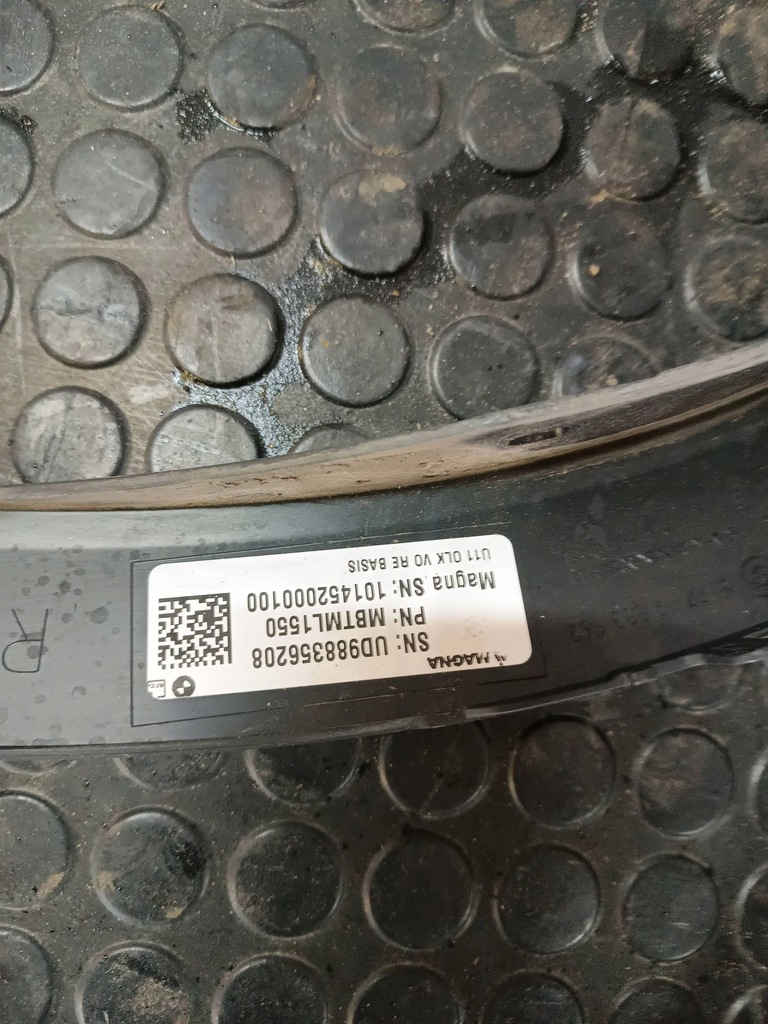 MAGNA
SN: UD988356208
PN: MBTML1550
Magna SN: 101452000100
U11 OLK VO RE BASIS
R